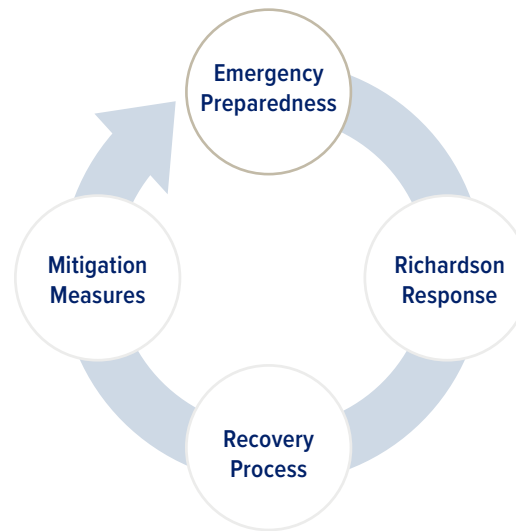 Emergency
Preparedness
Richardson
Response
Recovery
Process
Mitigation
Measures